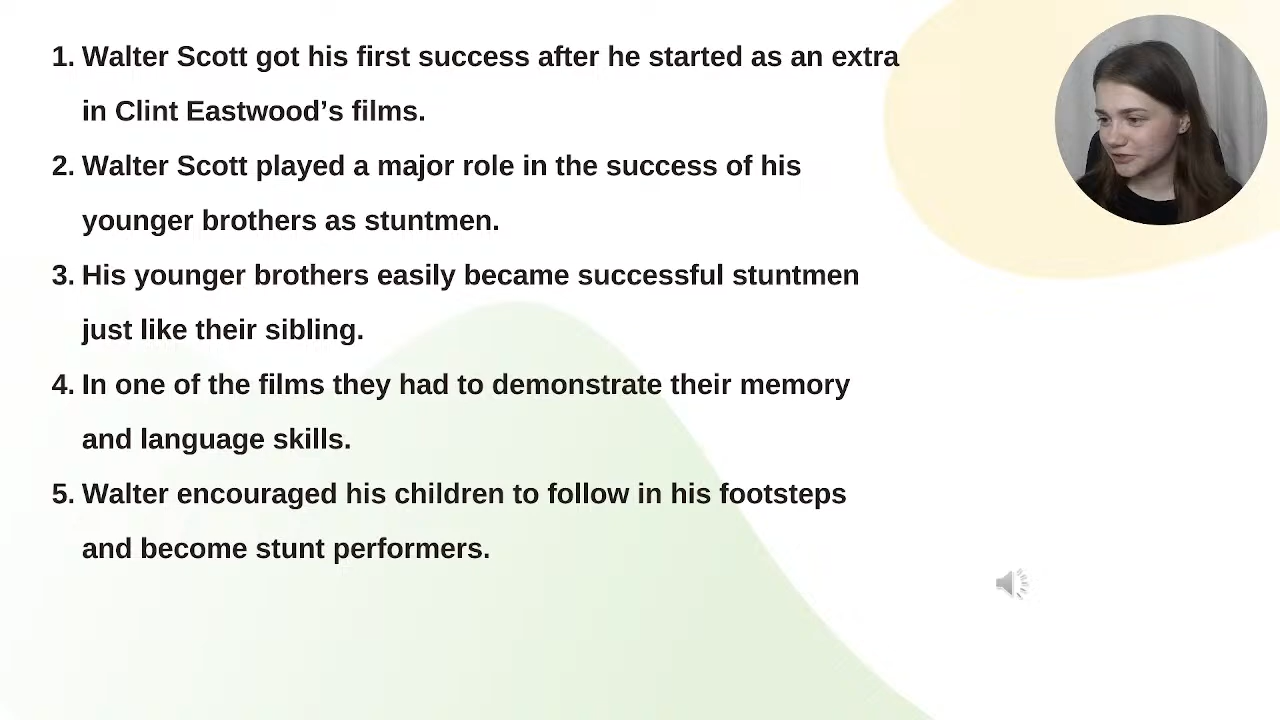 1. Walter Scott got his first success after he started as an extra
in Clint Eastwood’s films.
2. Walter Scott played a major role in the success of his
younger brothers as stuntmen.
3. His younger brothers easily became successful stuntmen
just like their sibling.
4. In one of the films they had to demonstrate their memory
and language skills.
5. Walter encouraged his children to follow in his footsteps
and become stunt performers.